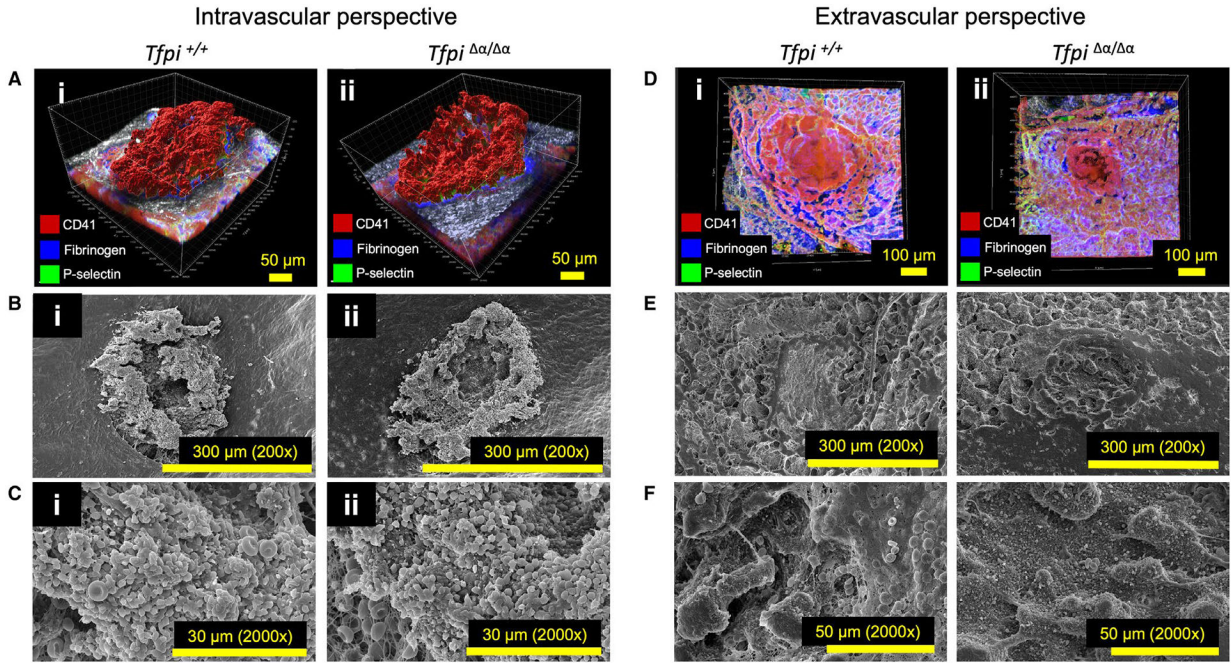 Intravascular perspective
Extravascular perspective
Tfpi +/+
Tfpi Δα/Δα
Tfpi +/+
Tfpi Δα/Δα
A
i
CD41
Fibrinogen
P-selectin
50 μm
ii
CD41
Fibrinogen
P-selectin
50 μm
D
i
CD41
Fibrinogen
P-selectin
100 μm
ii
CD41
Fibrinogen
P-selectin
100 μm
B
i
300 μm (200x)
ii
300 μm (200x)
E
300 μm (200x)
300 μm (200x)
C
i
30 μm (2000x)
ii
30 μm (2000x)
F
50 μm (2000x)
50 μm (2000x)